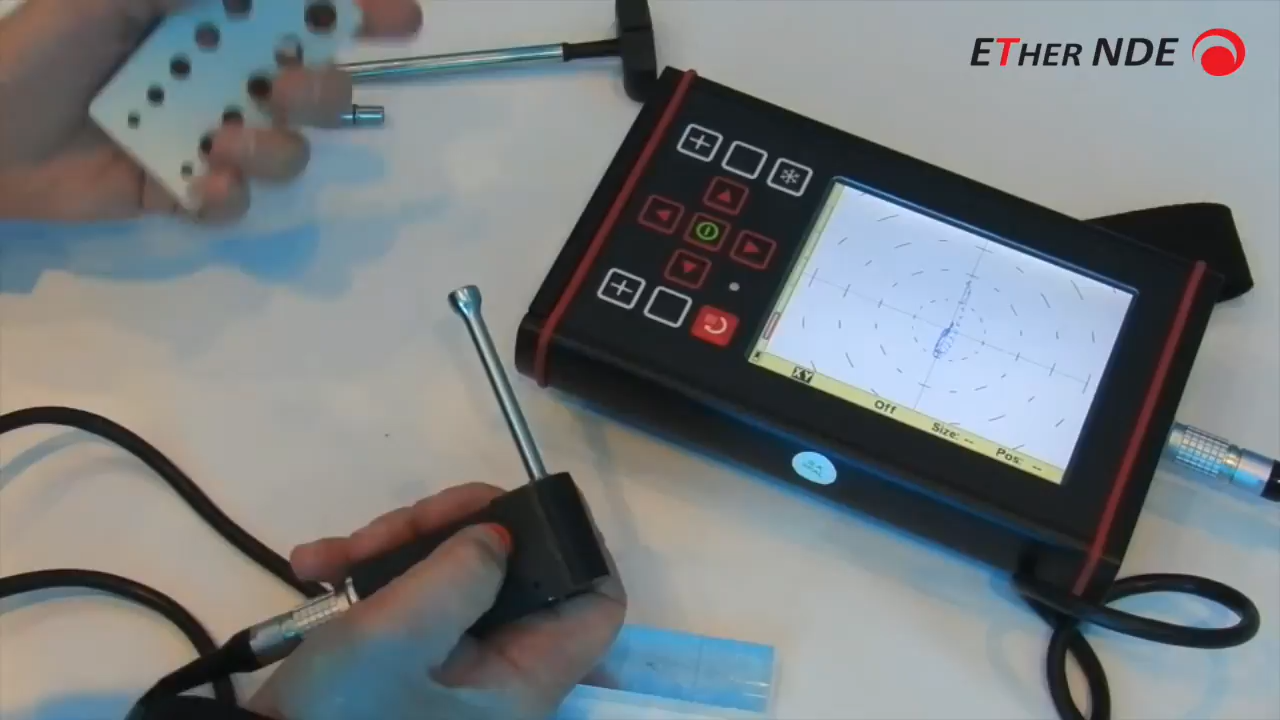 ETHER NDE
XY
Off
Size: --
Pos: --